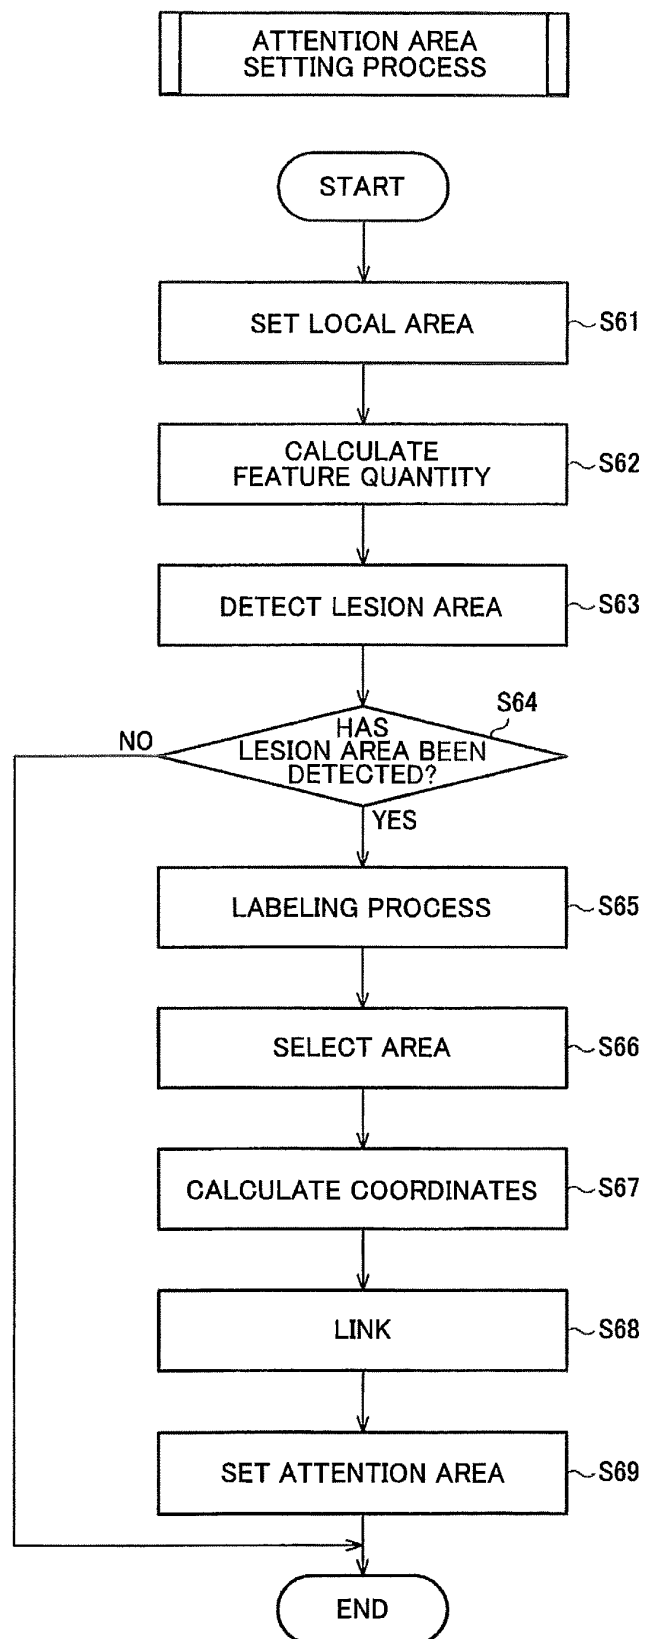 ATTENTION AREA
SETTING PROCESS
START
SET LOCAL AREA
S61
CALCULATE
FEATURE QUANTITY
S62
DETECT LESION AREA
S63
S64
NO
HAS
LESION AREA BEEN
DETECTED?
YES
LABELING PROCESS
S65
SELECT AREA
S66
CALCULATE COORDINATES
S67
LINK
S68
SET ATTENTION AREA
S69
END